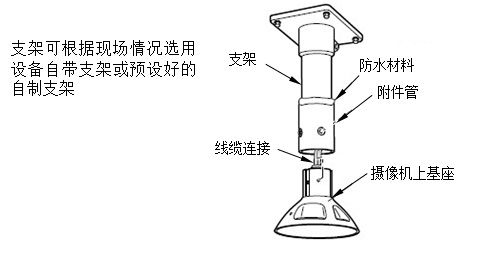 支架可根据现场情况选用
设备自带支架或预设好的
自制支架
支架
防水材料
附件管
线缆连接
摄像机上基座